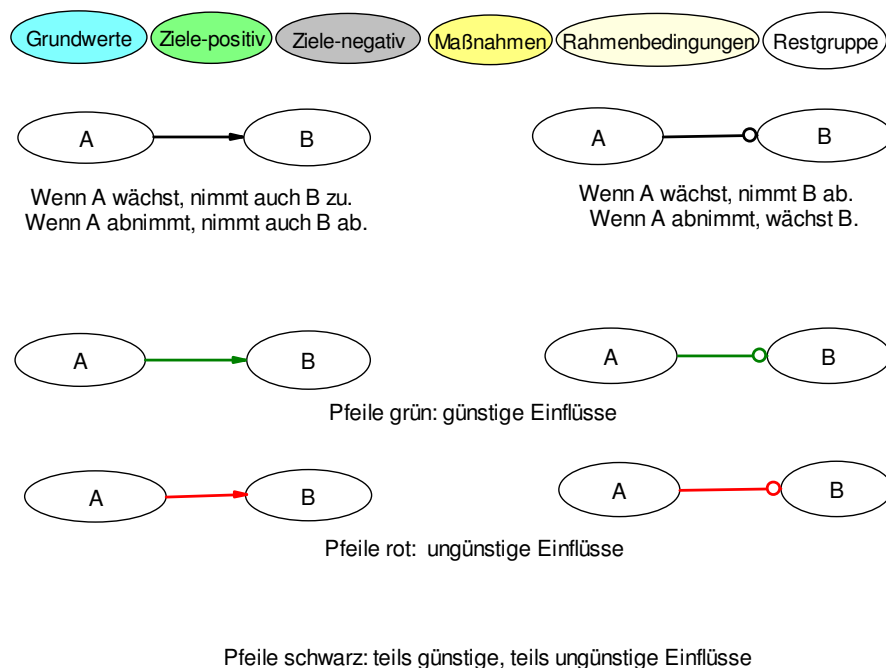 Grundwerte Ziele-positiv Ziele-negativ Maßnahmen Rahmenbedingungen Restgruppe
A B A B
Wenn A wächst, nimmt auch B zu.
Wenn A abnimmt, nimmt auch B ab.
Wenn A wächst, nimmt B ab.
Wenn A abnimmt, wächst B.
A B A B
Pfeile grün: günstige Einflüsse
A B A B
Pfeile rot: ungünstige Einflüsse
Pfeile schwarz: teils günstige, teils ungünstige Einflüsse